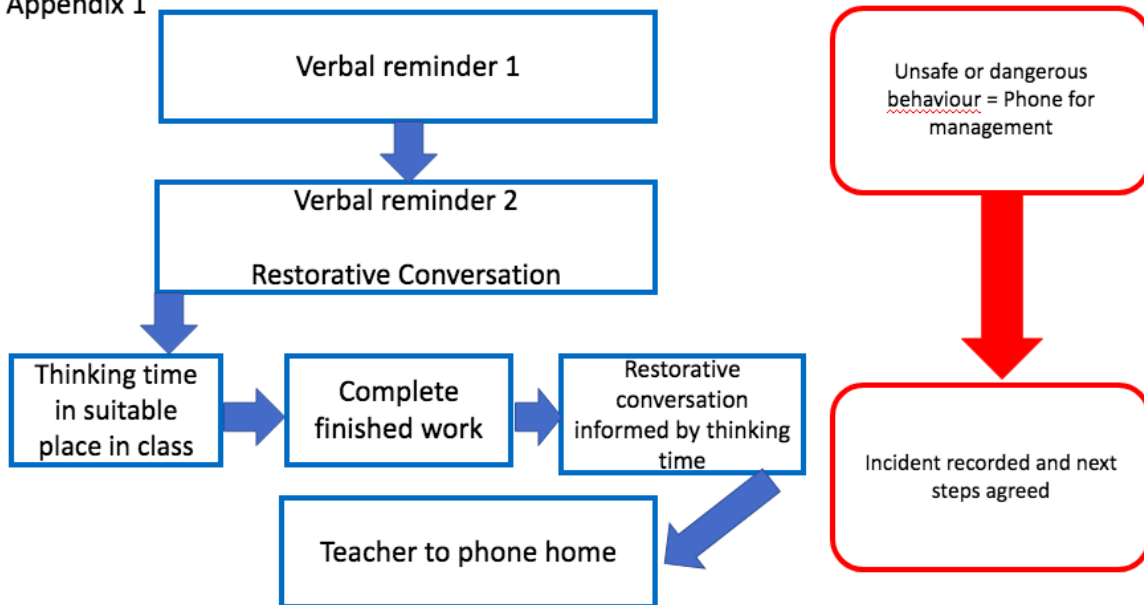 Appendix 1
Verbal reminder 1
Verbal reminder 2
Restorative Conversation
Thinking time
in suitable
place in class
Complete
finished work
Restorative
conversation
informed by thinking
time
Teacher to phone home
Unsafe or dangerous
behaviour = Phone for
management
Incident recorded and next
steps agreed